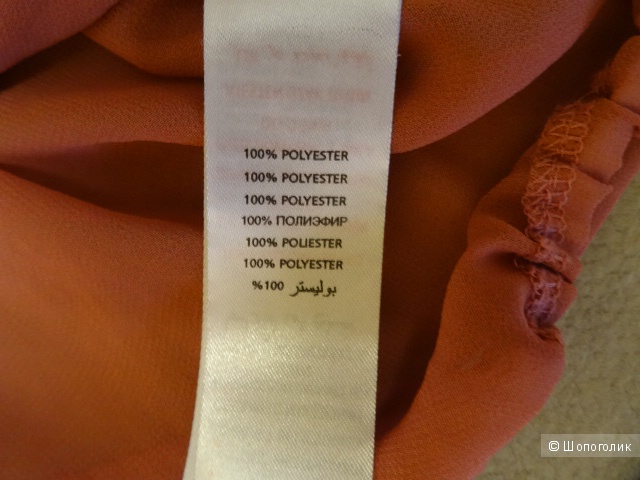 100% POLYESTER
100% POLYESTER
100% POLYESTER
100% ПОЛИЭФИР
100% POLIESTER
100% POLYESTER
بوليستر 100%
© Шопоголик